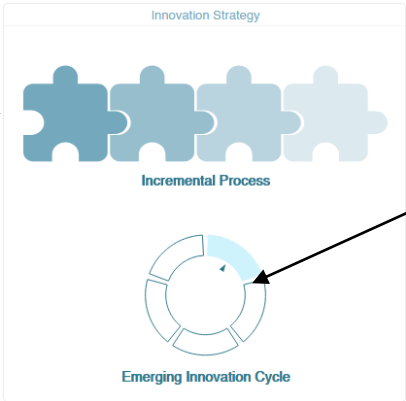 Innovation Strategy
Incremental Process
Emerging Innovation Cycle